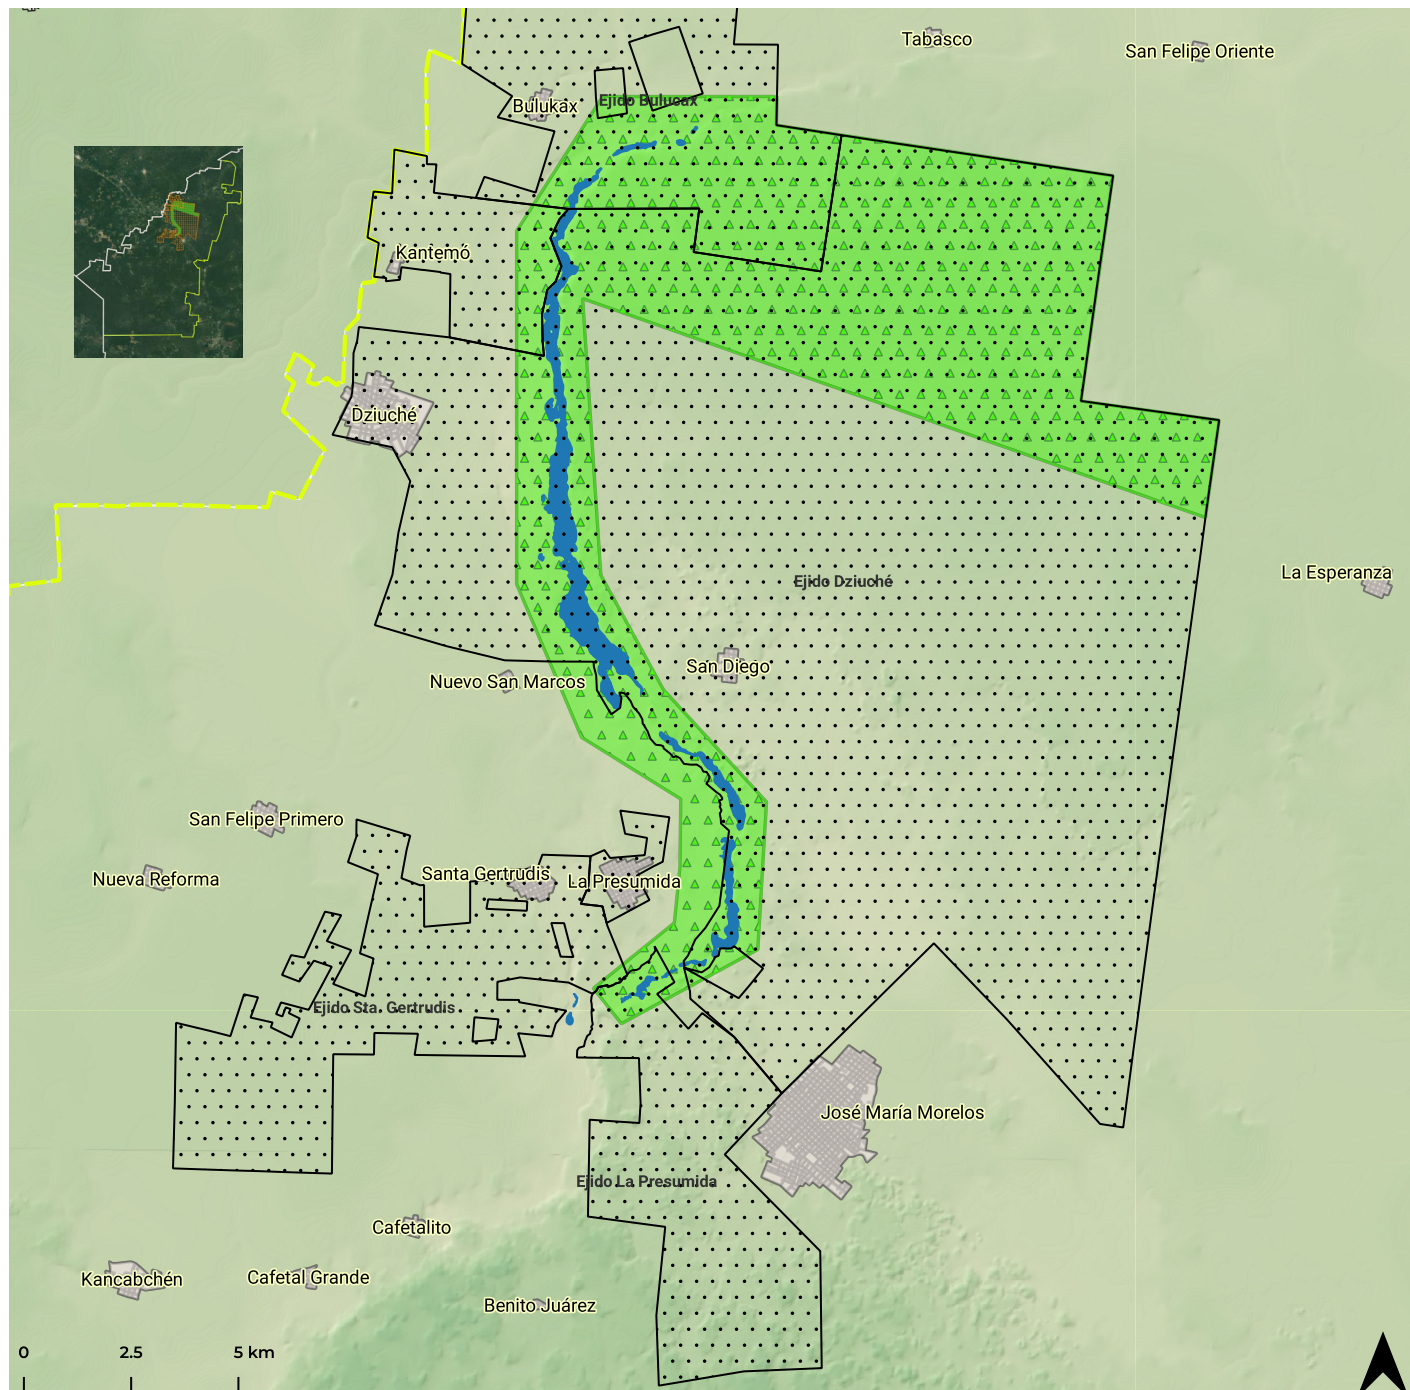 Tabasco
San Felipe Oriente
Bulukax
Ejido Bulucax
Kantemó
Dziuché
Ejido Dziuché
La Esperanza
San Diego
Nuevo San Marcos
San Felipe Primero
Nueva Reforma
Santa Gertrudis
La Presumida
Ejido Sta. Gertrudis
José María Morelos
Ejido La Presumida
Cafetalito
Kancabchén
Cafetal Grande
Benito Juárez
0 2.5 5 km